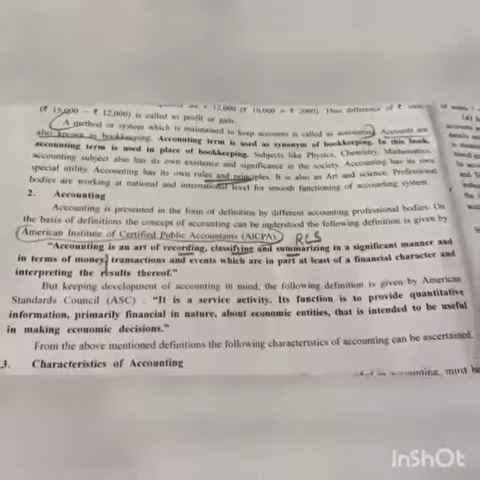 (₹ 15,000 − ₹ 12,000) is called as profit or gain.
A method or system which is maintained to keep accounts is called as accounting. Accounts are
also known as bookkeeping. Accounting term is used as synonym of bookkeeping. In this book,
accounting term is used in place of bookkeeping. Subjects like Physics, Chemistry, Mathematics,
accounting subject also has its own existence and significance in the society. Accounting has its own
special utility. Accounting has its own rules and principles. It is also an Art and science. Professional
bodies are working at national and international level for smooth functioning of accounting system.
2. Accounting
Accounting is presented in the form of definition by different accounting professional bodies. On
the basis of definitions the concept of accounting can be understood the following definition is given by
American Institute of Certified Public Accountants (AICPA) RCS
"Accounting is an art of recording, classifying and summarizing in a significant manner and
in terms of money, transactions and events which are in part at least of a financial character and
interpreting the results thereof."
But keeping development of accounting in mind, the following definition is given by American
Standards Council (ASC) : "It is a service activity. Its function is to provide quantitative
information, primarily financial in nature, about economic entities, that is intended to be useful
in making economic decisions."
From the above mentioned definitions the following characteristics of accounting can be ascertained.
3. Characteristics of Accounting
in accounting, must be
InShOt